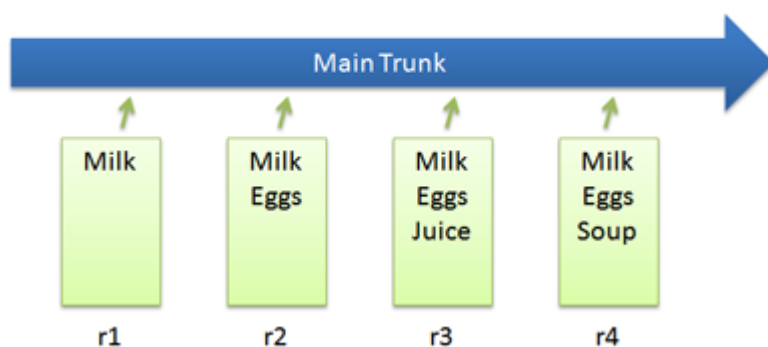 Main Trunk
Milk
Milk
Eggs
Milk
Eggs
Juice
Milk
Eggs
Soup
r1
r2
r3
r4